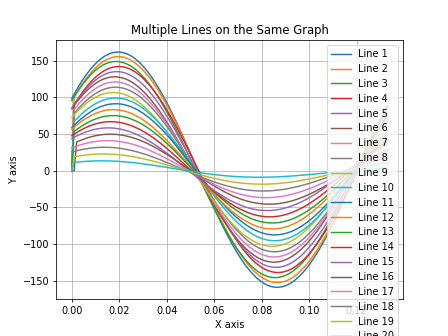 Multiple Lines on the Same Graph
Y axis
150
100
50
0
−50
−100
−150
0.00
0.02
0.04
0.06
0.08
0.10
X axis
Line 1
Line 2
Line 3
Line 4
Line 5
Line 6
Line 7
Line 8
Line 9
Line 10
Line 11
Line 12
Line 13
Line 14
Line 15
Line 16
Line 17
Line 18
Line 19
Line 20